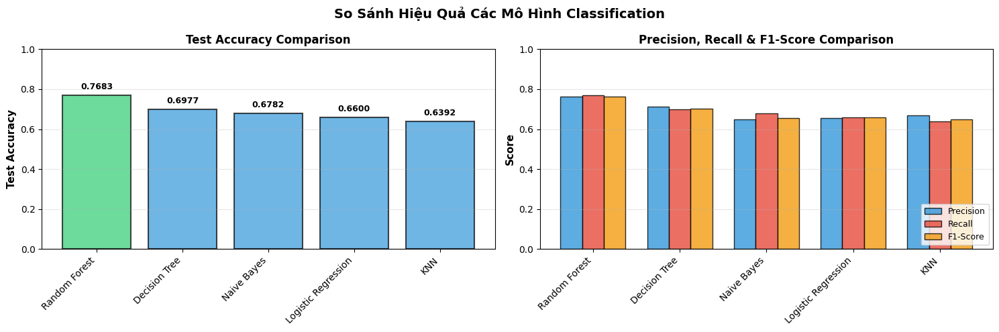 So Sánh Hiệu Quả Các Mô Hình Classification
Test Accuracy Comparison
Test Accuracy
1.0
0.8
0.6
0.4
0.2
0.0
0.7683
0.6977
0.6782
0.6600
0.6392
Random Forest
Decision Tree
Naive Bayes
Logistic Regression
KNN
Precision, Recall & F1-Score Comparison
Score
1.0
0.8
0.6
0.4
0.2
0.0
Precision
Recall
F1-Score
Random Forest
Decision Tree
Naive Bayes
Logistic Regression
KNN